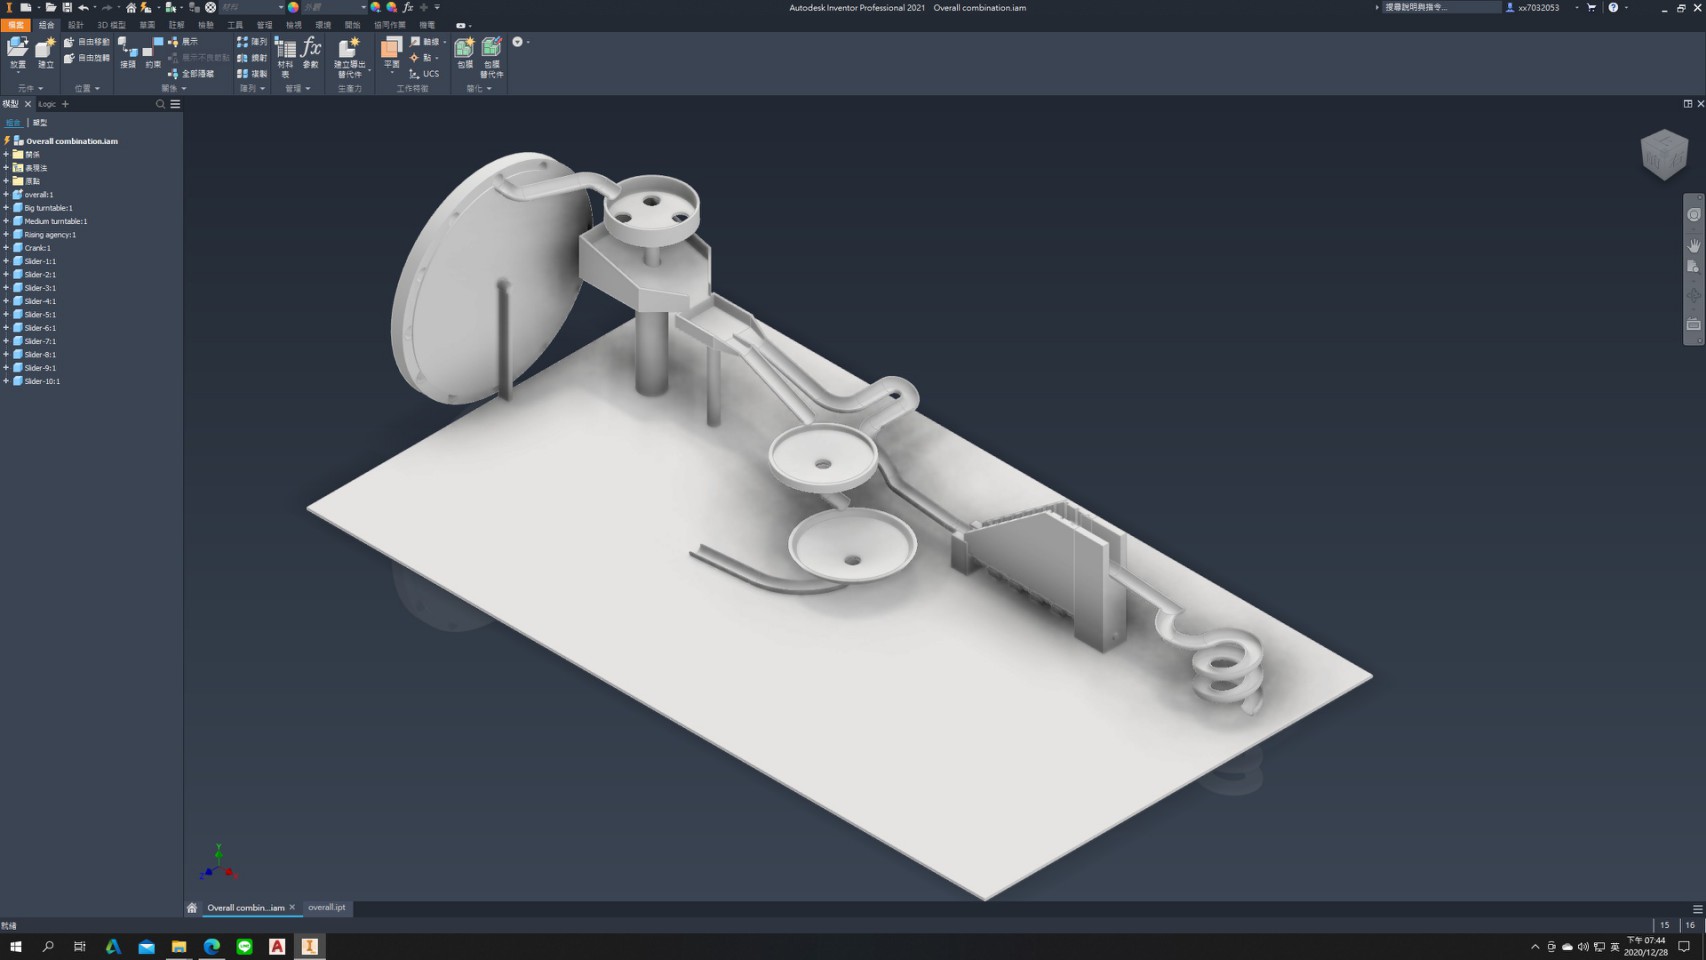 材料
外觀
Autodesk Inventor Professional 2021 Overall combination.iam
搜尋說明與指令...
xx7032053
檔案 組合 設計 3D 模型 草圖 註解 檢驗 工具 管理 檢視 環境 開始 協同作業 機電
放置
建立
自由移動
自由旋轉
接頭
約束
展示
展示不良範點
全部隱藏
陣列
鏡射
複製
材料表
fx
參數
建立導出替代件
平面
軸線
點
UCS
包覆
包覆替代件
元件 位置 關係 陣列 管理 生產力 工作特徵 簡化
模型 iLogic
組合 | 模型
Overall combination.iam
關係
表現法
原點
overall:1
Big turntable:1
Medium turntable:1
Rising agency:1
Crank:1
Slider-1:1
Slider-2:1
Slider-3:1
Slider-4:1
Slider-5:1
Slider-6:1
Slider-7:1
Slider-8:1
Slider-9:1
Slider-10:1
Y
Z
Overall combin...iam overall.ipt
就緒
15 16
英
下午 07:44
2020/12/28